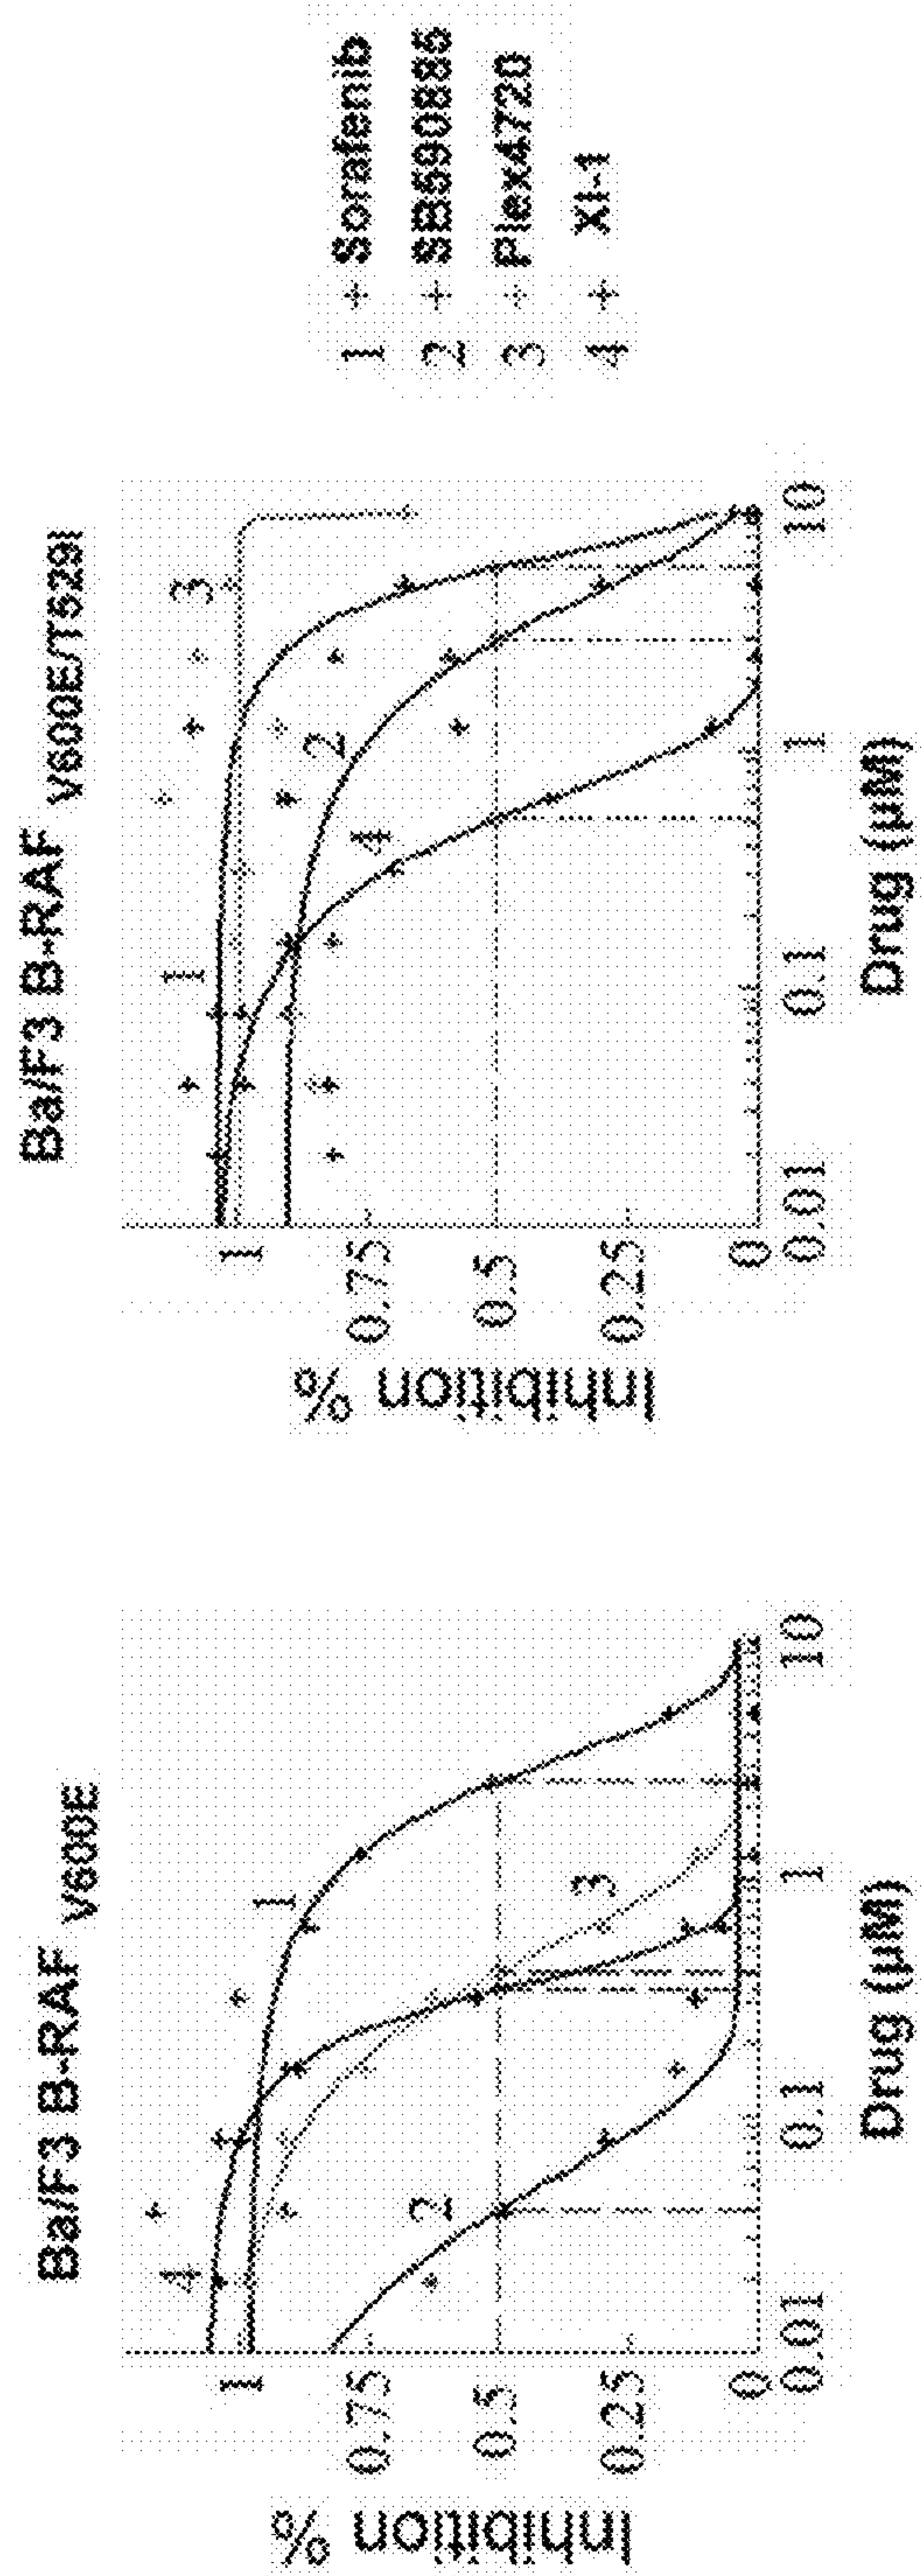 Ba/F3 B-RAF V600E
Inhibition %
1
0.75
0.5
0.25
0
0.01
0.1
1
10
Drug (µM)
4
1
2
3
Ba/F3 B-RAF V600E/T529I
Inhibition %
1
0.75
0.5
0.25
0
0.01
0.1
1
10
Drug (µM)
1
4
2
3
1 Sorafenib
2 SB590885
3 Plex4720
4 XI-1